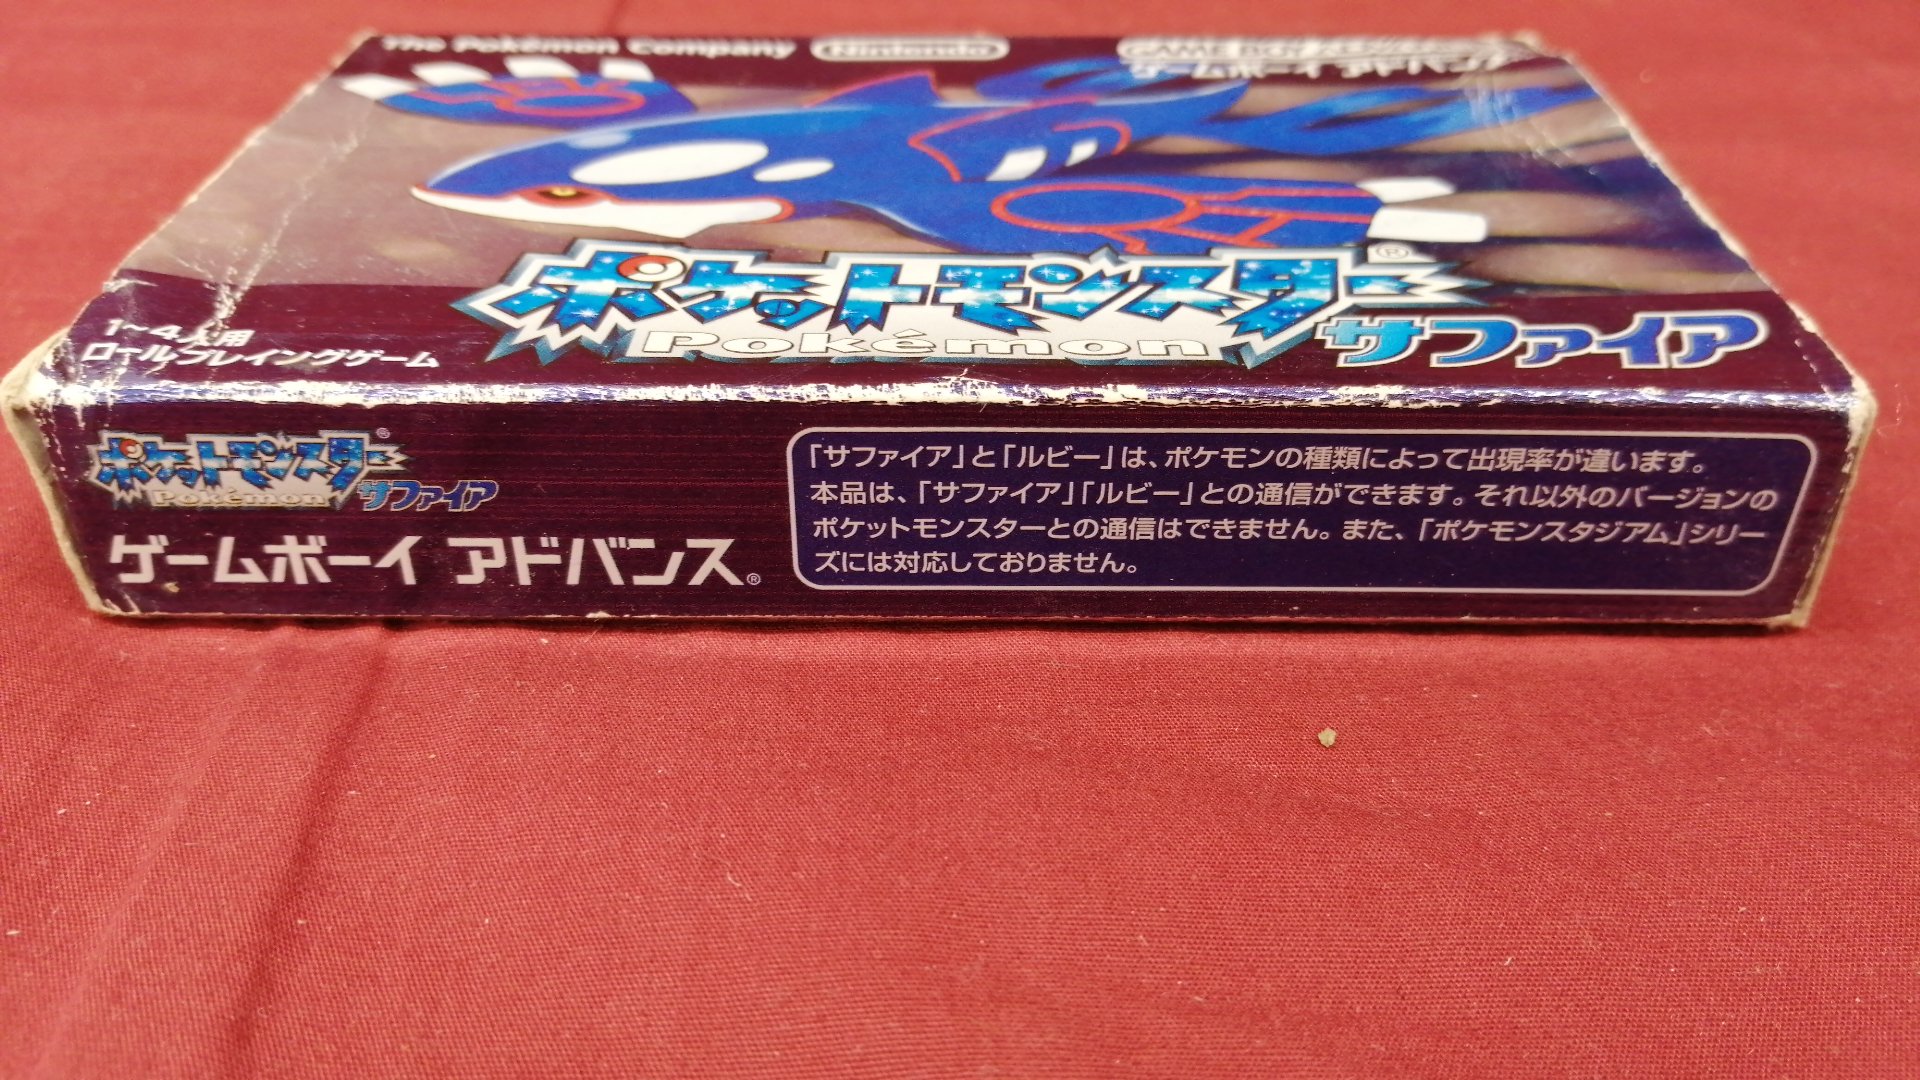 The Pokémon Company
Nintendo
GAME BOY ADVANCE
ゲームボーイ アドバンス
ポケットモンスター®
Pokémon
サファイア
1~4人用
ロールプレイングゲーム
ポケットモンスター®
Pokémon
サファイア
ゲームボーイ アドバンス®
「サファイア」と「ルビー」は、ポケモンの種類によって出現率が違います。
本品は、「サファイア」「ルビー」との通信ができます。それ以外のバージョンの
ポケットモンスターとの通信はできません。また、「ポケモンスタジアム」シリー
ズには対応しておりません。